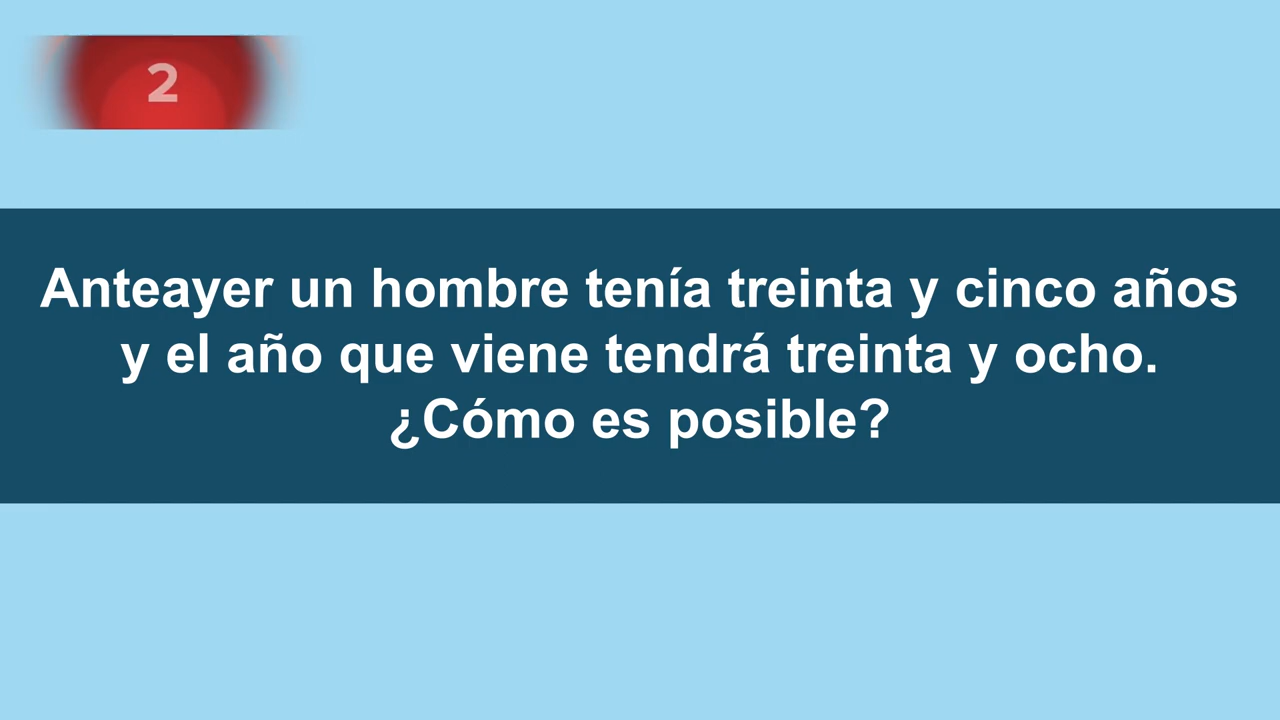 2
Anteayer un hombre tenía treinta y cinco años
y el año que viene tendrá treinta y ocho.
¿Cómo es posible?